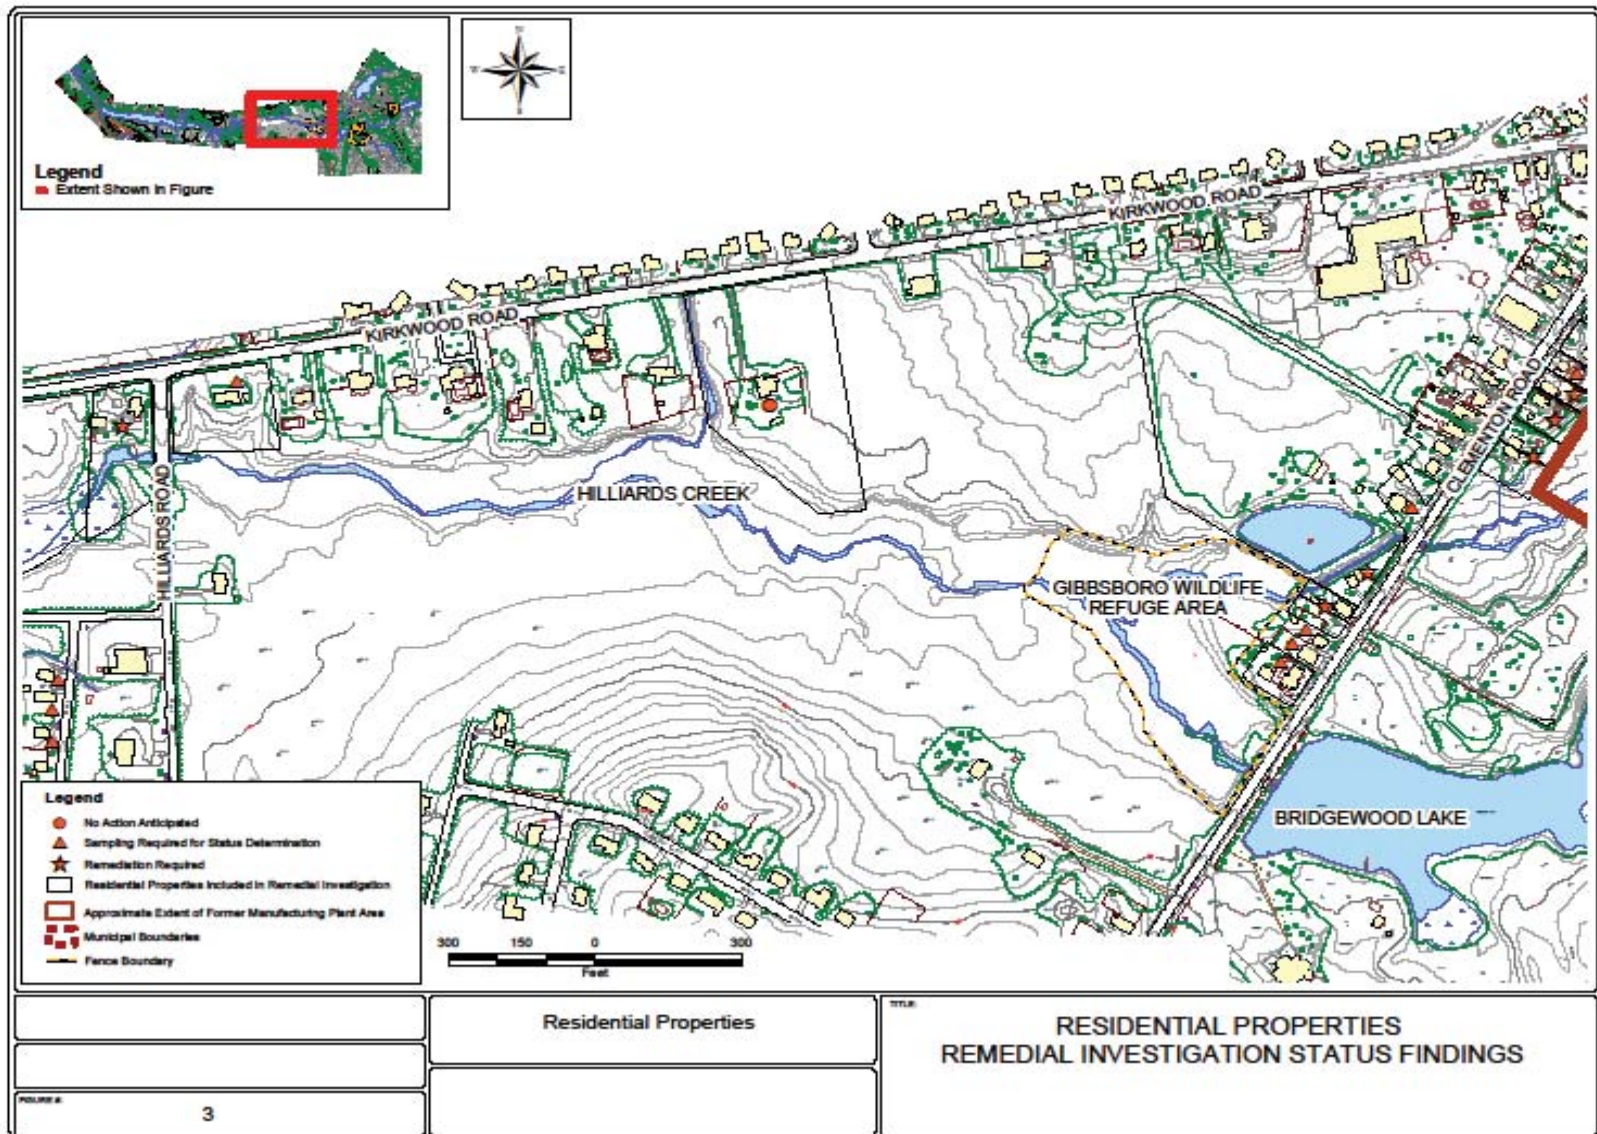 N
W
E
S
Legend
Extent Shown in Figure
KIRKWOOD ROAD
KIRKWOOD ROAD
HILLIARDS ROAD
HILLIARDS CREEK
CLEMENTON ROAD
GIBBSBORO WILDLIFE
REFUGE AREA
BRIDGEWOOD LAKE
Legend
No Action Anticipated
Sampling Required for Status Determination
Remediation Required
Residential Properties Included in Remedial Investigation
Approximate Extent of Former Manufacturing Plant Area
Municipal Boundaries
Fence Boundary
300 150 0 300
Feet
Residential Properties
TITLE:
RESIDENTIAL PROPERTIES
REMEDIAL INVESTIGATION STATUS FINDINGS
FIGURE #:
3